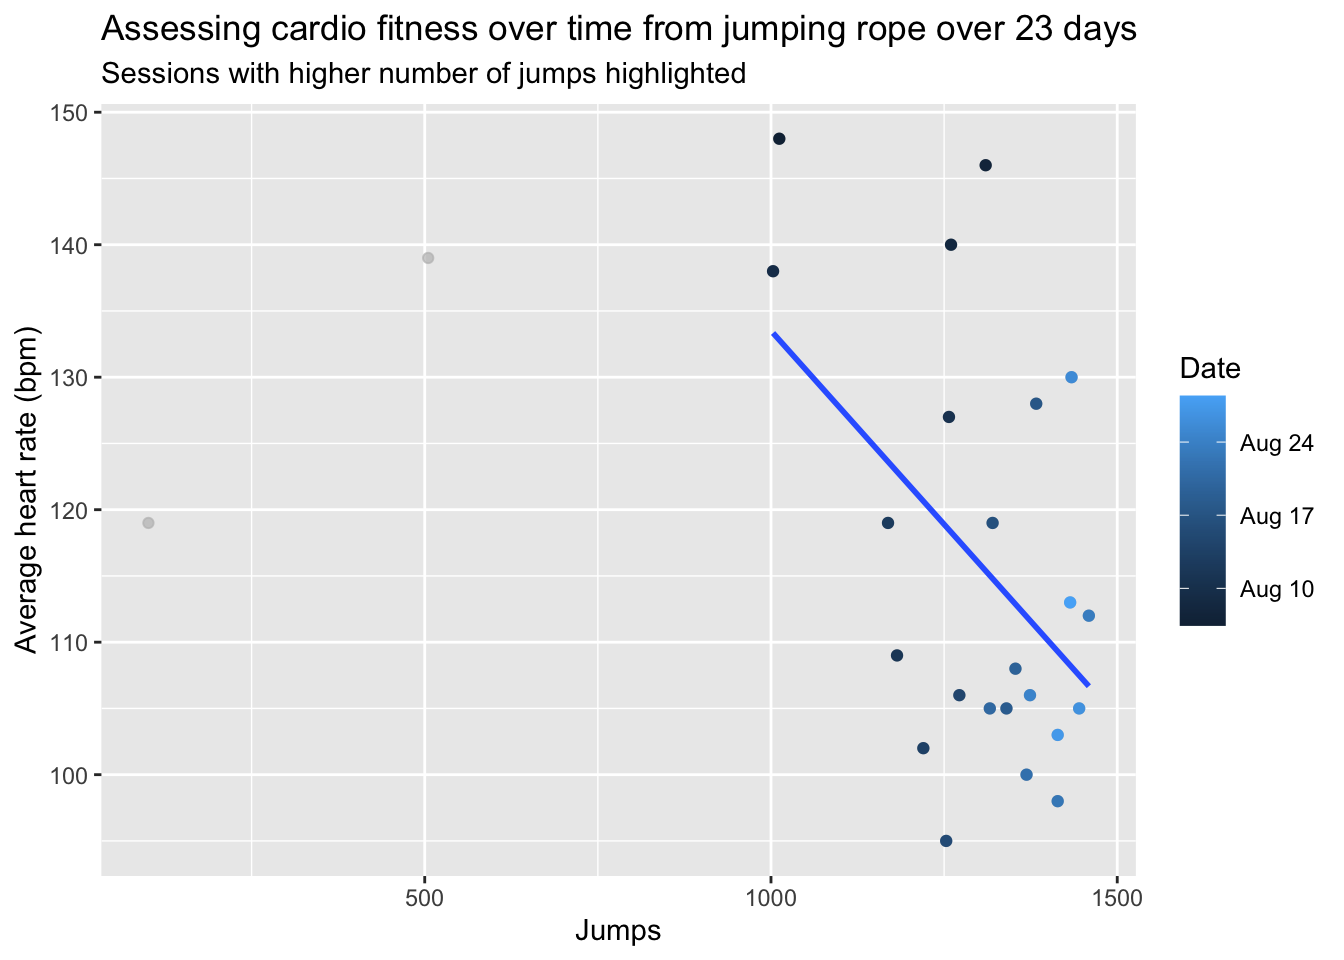 Assessing cardio fitness over time from jumping rope over 23 days
Sessions with higher number of jumps highlighted
150
140
130
120
110
100
Average heart rate (bpm)
500
1000
1500
Jumps
Date
Aug 24
Aug 17
Aug 10